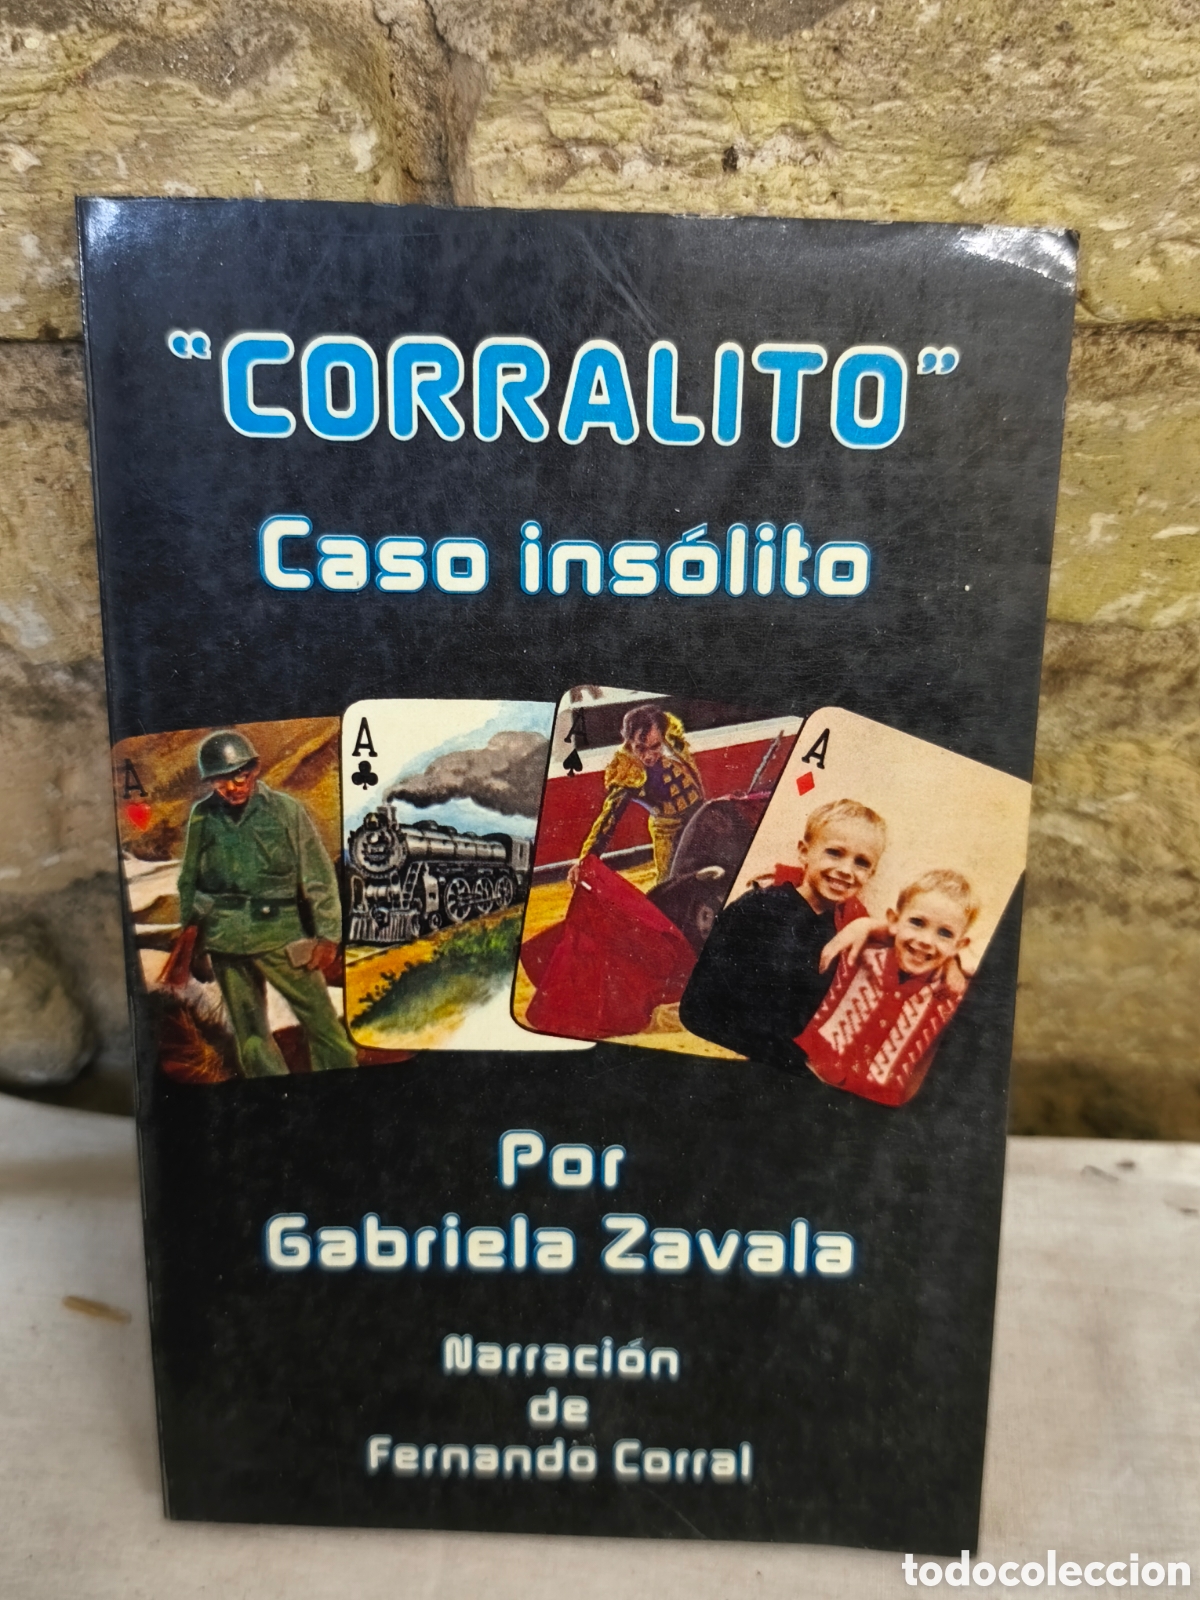 “CORRALITO”
Caso insólito
A
A
A
A
Por
Gabriela Zavala
Narración
de
Fernando Corral
todocoleccion